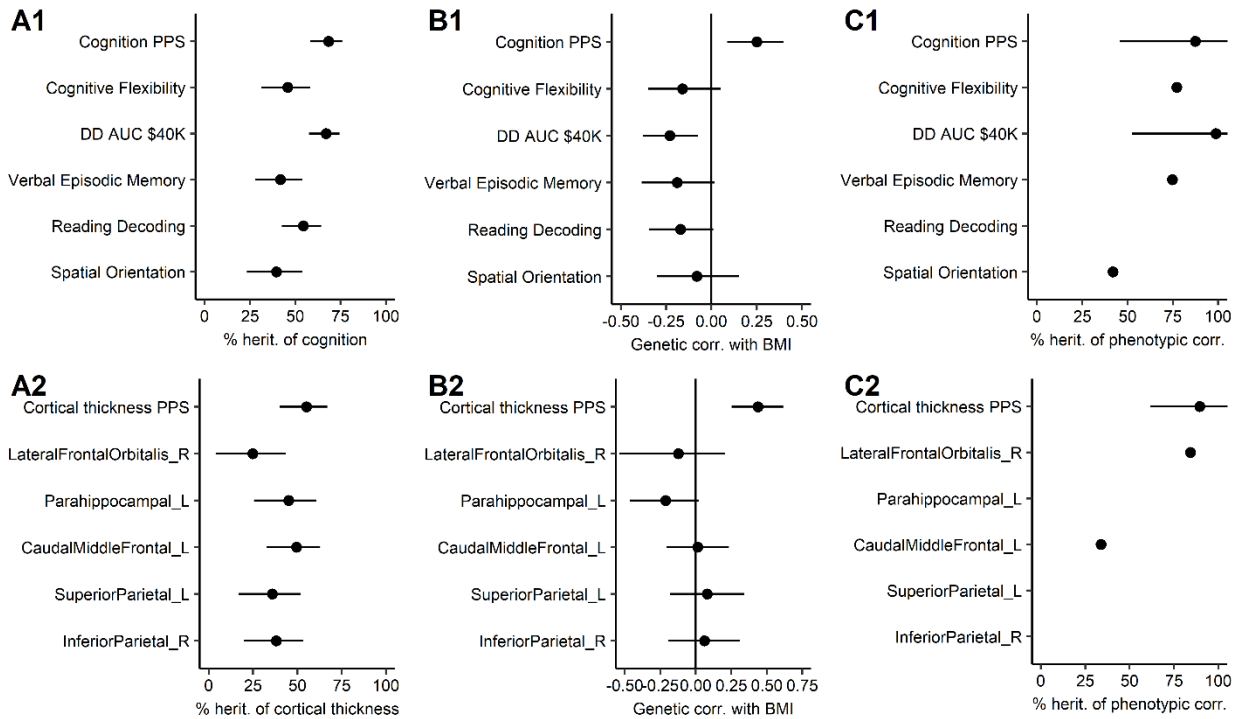 A1
Cognition PPS
Cognitive Flexibility
DD AUC $40K
Verbal Episodic Memory
Reading Decoding
Spatial Orientation
0 25 50 75 100
% herit. of cognition
B1
Cognition PPS
Cognitive Flexibility
DD AUC $40K
Verbal Episodic Memory
Reading Decoding
Spatial Orientation
-0.50 -0.25 0.00 0.25 0.50
Genetic corr. with BMI
C1
Cognition PPS
Cognitive Flexibility
DD AUC $40K
Verbal Episodic Memory
Reading Decoding
Spatial Orientation
0 25 50 75 100
% herit. of phenotypic corr.
A2
Cortical thickness PPS
LateralFrontalOrbitalis_R
Parahippocampal_L
CaudalMiddleFrontal_L
SuperiorParietal_L
InferiorParietal_R
0 25 50 75 100
% herit. of cortical thickness
B2
Cortical thickness PPS
LateralFrontalOrbitalis_R
Parahippocampal_L
CaudalMiddleFrontal_L
SuperiorParietal_L
InferiorParietal_R
-0.50 -0.25 0.00 0.25 0.50 0.75
Genetic corr. with BMI
C2
Cortical thickness PPS
LateralFrontalOrbitalis_R
Parahippocampal_L
CaudalMiddleFrontal_L
SuperiorParietal_L
InferiorParietal_R
0 25 50 75 100
% herit. of phenotypic corr.